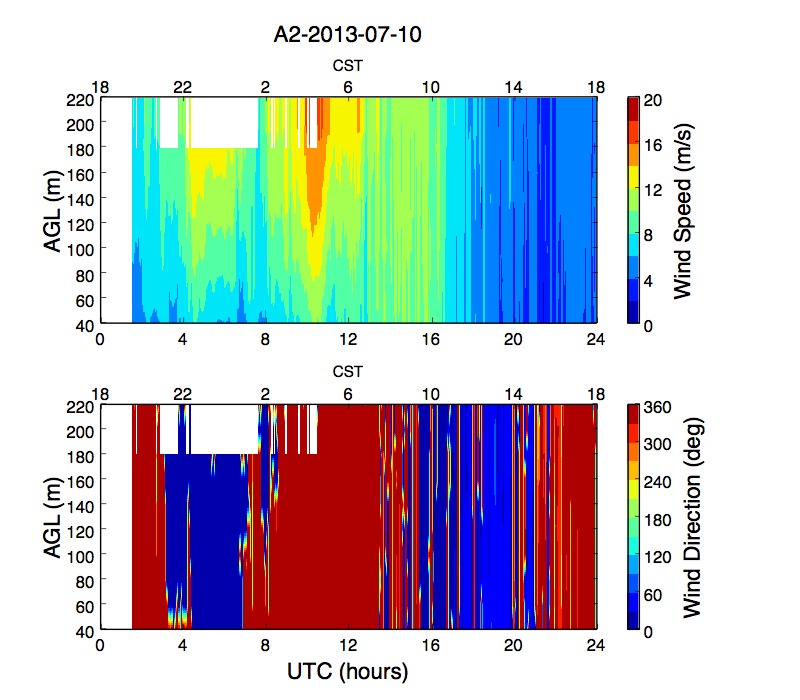 A2-2013-07-10
CST
18 22 2 6 10 14 18
220
200
180
160
140
120
100
80
60
40
AGL (m)
0 4 8 12 16 20 24
20
16
12
8
4
0
Wind Speed (m/s)
CST
18 22 2 6 10 14 18
220
200
180
160
140
120
100
80
60
40
AGL (m)
0 4 8 12 16 20 24
UTC (hours)
360
300
240
180
120
60
0
Wind Direction (deg)